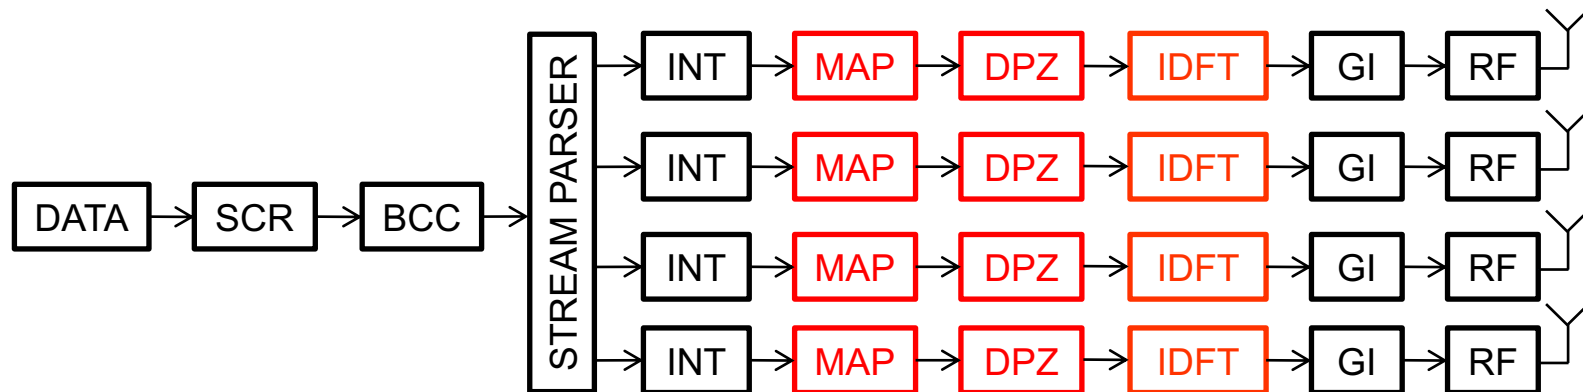 INT MAP DPZ IDFT GI RF
INT MAP DPZ IDFT GI RF
DATA SCR BCC STREAM PARSER
INT MAP DPZ IDFT GI RF
INT MAP DPZ IDFT GI RF